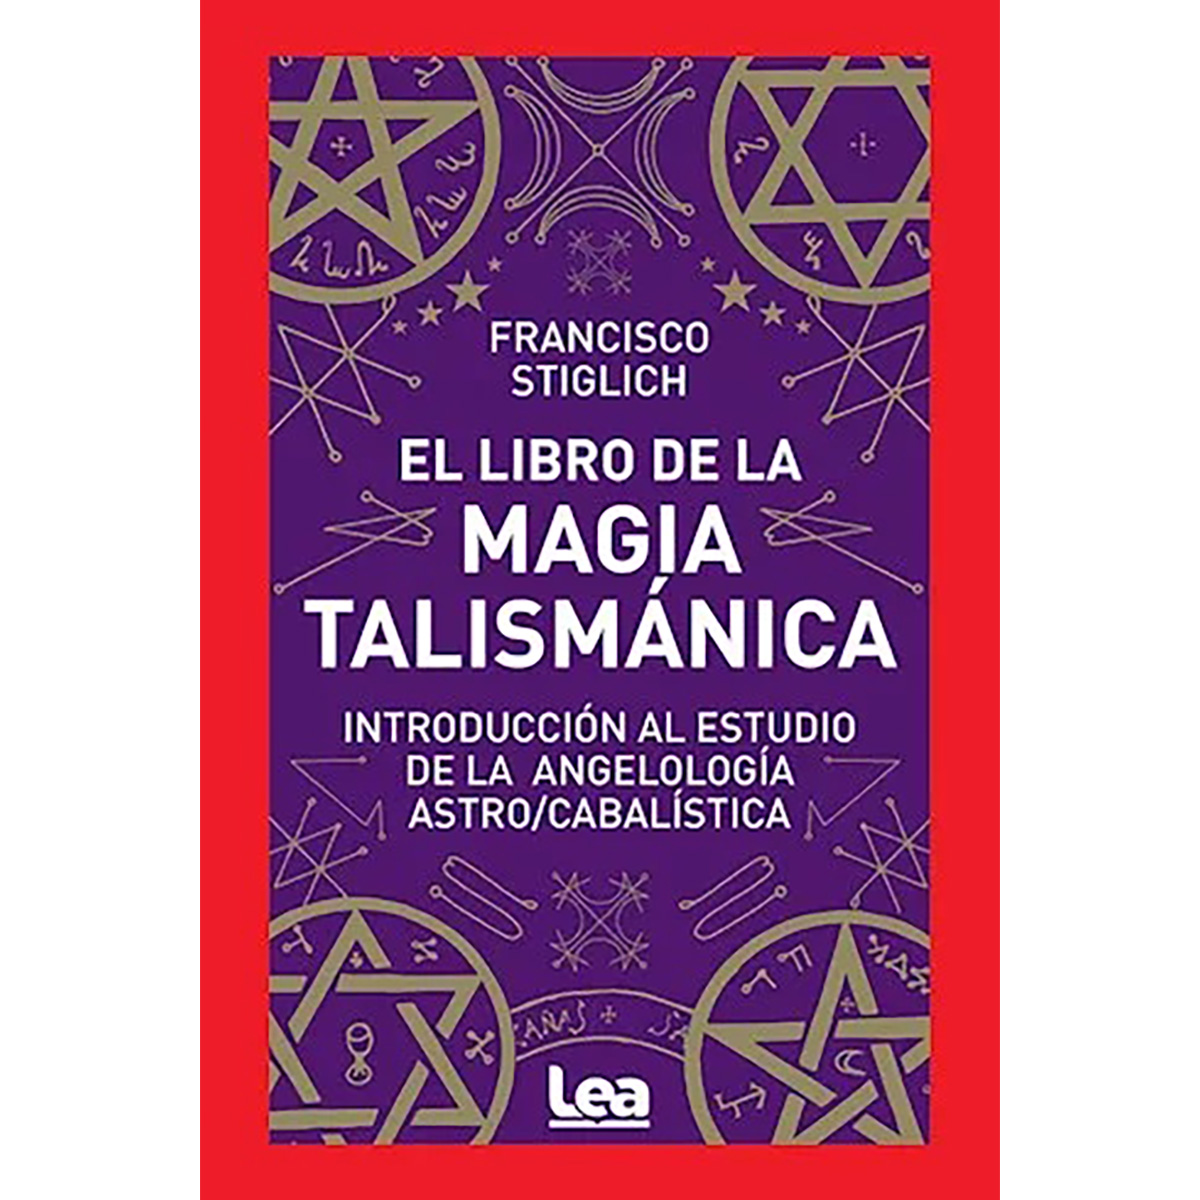 FRANCISCO
STIGLICH
EL LIBRO DE LA
MAGIA
TALISMÁNICA
INTRODUCCIÓN AL ESTUDIO
DE LA ANGELOLOGÍA
ASTRO/CABALÍSTICA
Lea